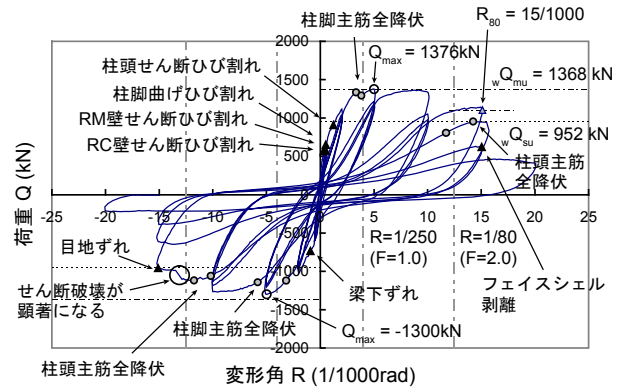 柱脚主筋全降伏
R80 = 15/1000
Qmax = 1376kN
柱頭せん断ひび割れ
柱脚曲げひび割れ
RM壁せん断ひび割れ
RC壁せん断ひび割れ
wQmu = 1368 kN
wQsu = 952 kN
柱頭主筋
全降伏
2000
1500
1000
500
0
-500
-1000
-1500
-2000
荷重 Q (kN)
-25 -20 -15 -10 -5 0 5 10 15 20 25
R=1/250
(F=1.0)
R=1/80
(F=2.0)
目地ずれ
せん断破壊が
顕著になる
梁下ずれ
フェイスシェル
剥離
柱脚主筋全降伏
Qmax = -1300kN
柱頭主筋全降伏
変形角 R (1/1000rad)